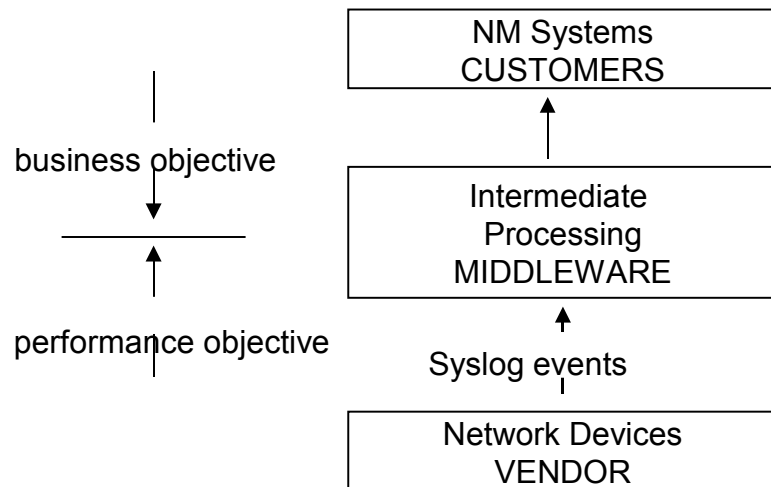 NM Systems
CUSTOMERS
business objective
Intermediate
Processing
MIDDLEWARE
performance objective
Syslog events
Network Devices
VENDOR